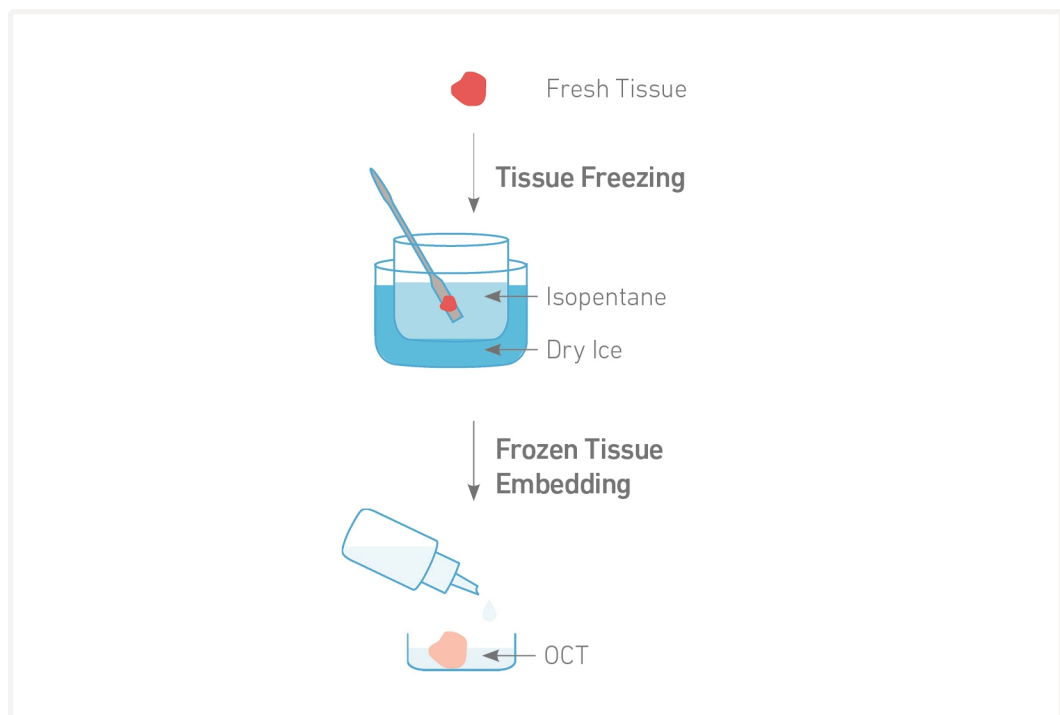 Fresh Tissue
Tissue Freezing
Isopentane
Dry Ice
Frozen Tissue
Embedding
OCT